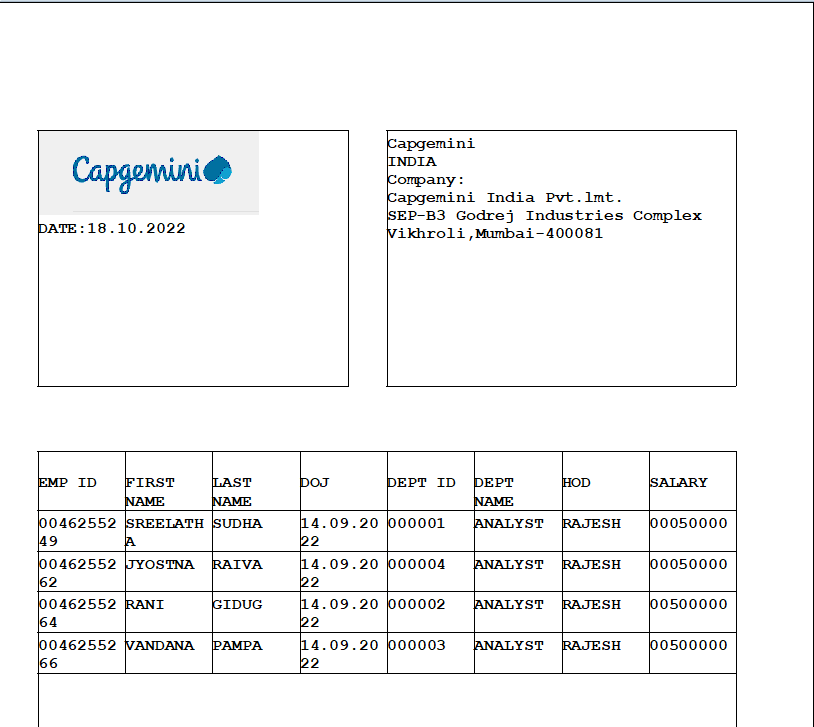 Capgemini
DATE:18.10.2022
Capgemini
INDIA
Company:
Capgemini India Pvt.lmt.
SEP-B3 Godrej Industries Complex
Vikhroli,Mumbai-400081
EMP ID FIRST NAME LAST NAME DOJ DEPT ID DEPT NAME HOD SALARY
0046255249 SREELATHA SUDHA 14.09.2022 000001 ANALYST RAJESH 00050000
0046255262 JYOSTNA RAIVA 14.09.2022 000004 ANALYST RAJESH 00050000
0046255264 RANI GIDUG 14.09.2022 000002 ANALYST RAJESH 00500000
0046255266 VANDANA PAMPA 14.09.2022 000003 ANALYST RAJESH 00500000